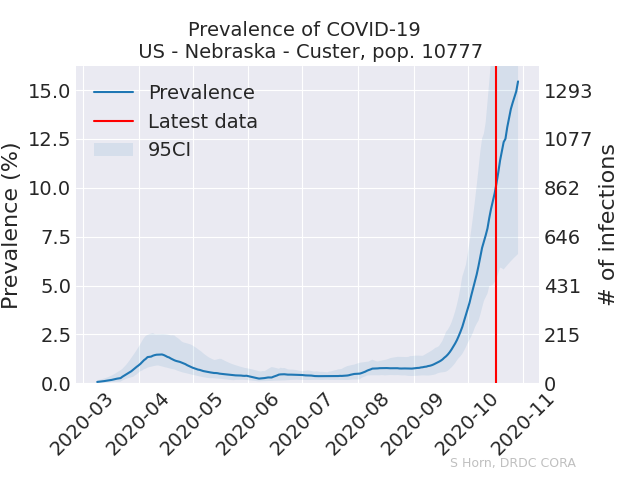 Prevalence of COVID-19
US - Nebraska - Custer, pop. 10777
Prevalence
Latest data
95CI
Prevalence (%)
15.0
12.5
10.0
7.5
5.0
2.5
0.0
1293
1077
862
646
431
215
0
# of infections
2020-03
2020-04
2020-05
2020-06
2020-07
2020-08
2020-09
2020-10
2020-11
S Horn, DRDC CORA